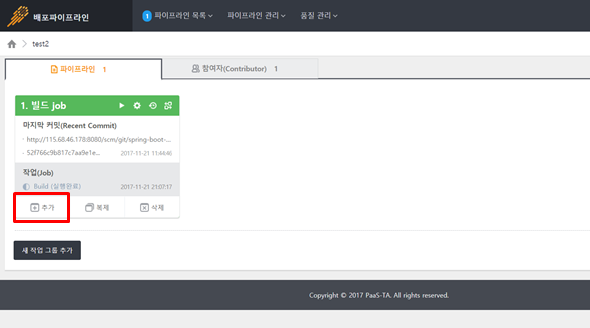 배포파이프라인
1 파이프라인 목록 파이프라인 관리 품질 관리
test2
파이프라인 1 참여자(Contributor) 1
1. 빌드 Job
마지막 커밋(Recent Commit)
- http://115.68.46.178:8080/scm/git/spring-boot-...
- 52f766c9b817c7aa9e1e... 2017-11-21 11:44:46
작업(Job)
Build (실행완료) 2017-11-21 21:07:17
추가 복제 삭제
새 작업 그룹 추가
Copyright © 2017 PaaS-TA. All rights reserved.